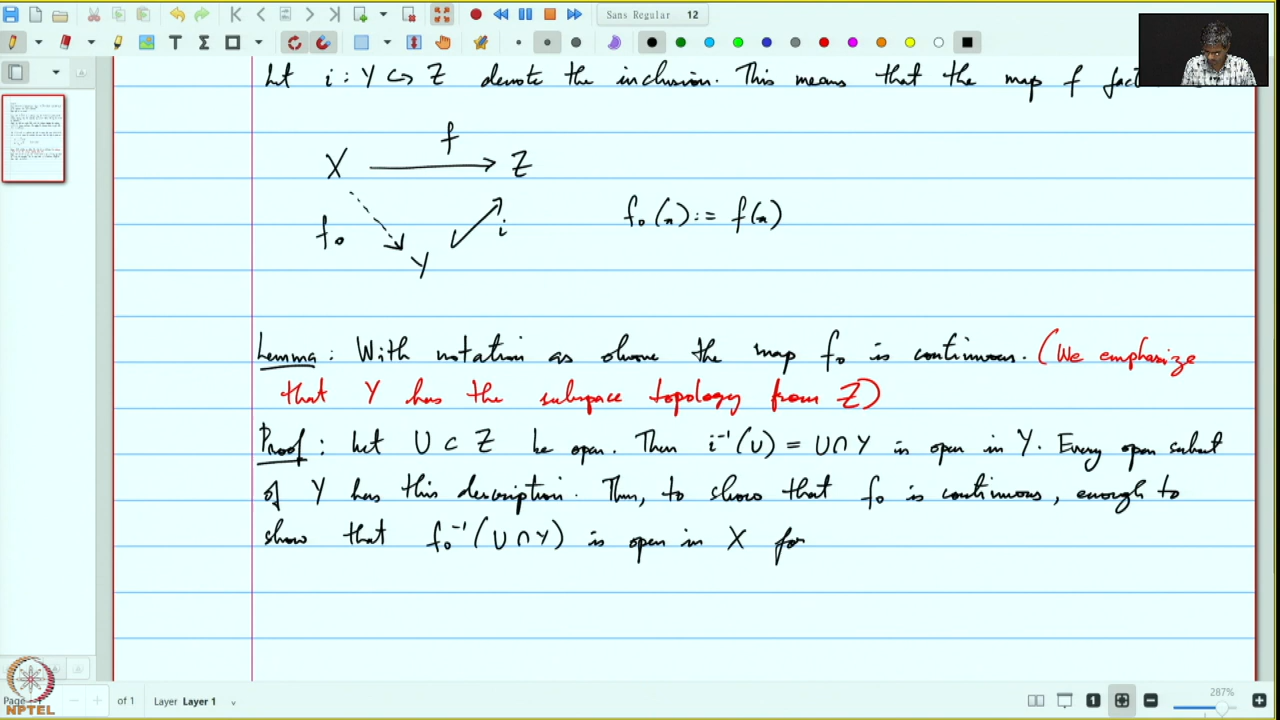 Sans Regular 12
Let i : Y ↪ Z denote the inclusion. This means that the map f fact
f
X Z
f₀(x) := f(x)
f₀ i
Y
Lemma : With notation as above the map f₀ is continuous. (We emphasize
that Y has the subspace topology from Z)
Proof : Let U ⊂ Z be open. Then i⁻¹(U) = U∩Y is open in Y. Every open subset
of Y has this description. Thus, to show that f₀ is continuous, enough to
show that f₀⁻¹(U∩Y) is open in X for
NPTEL
Page of 1 Layer Layer 1 287%